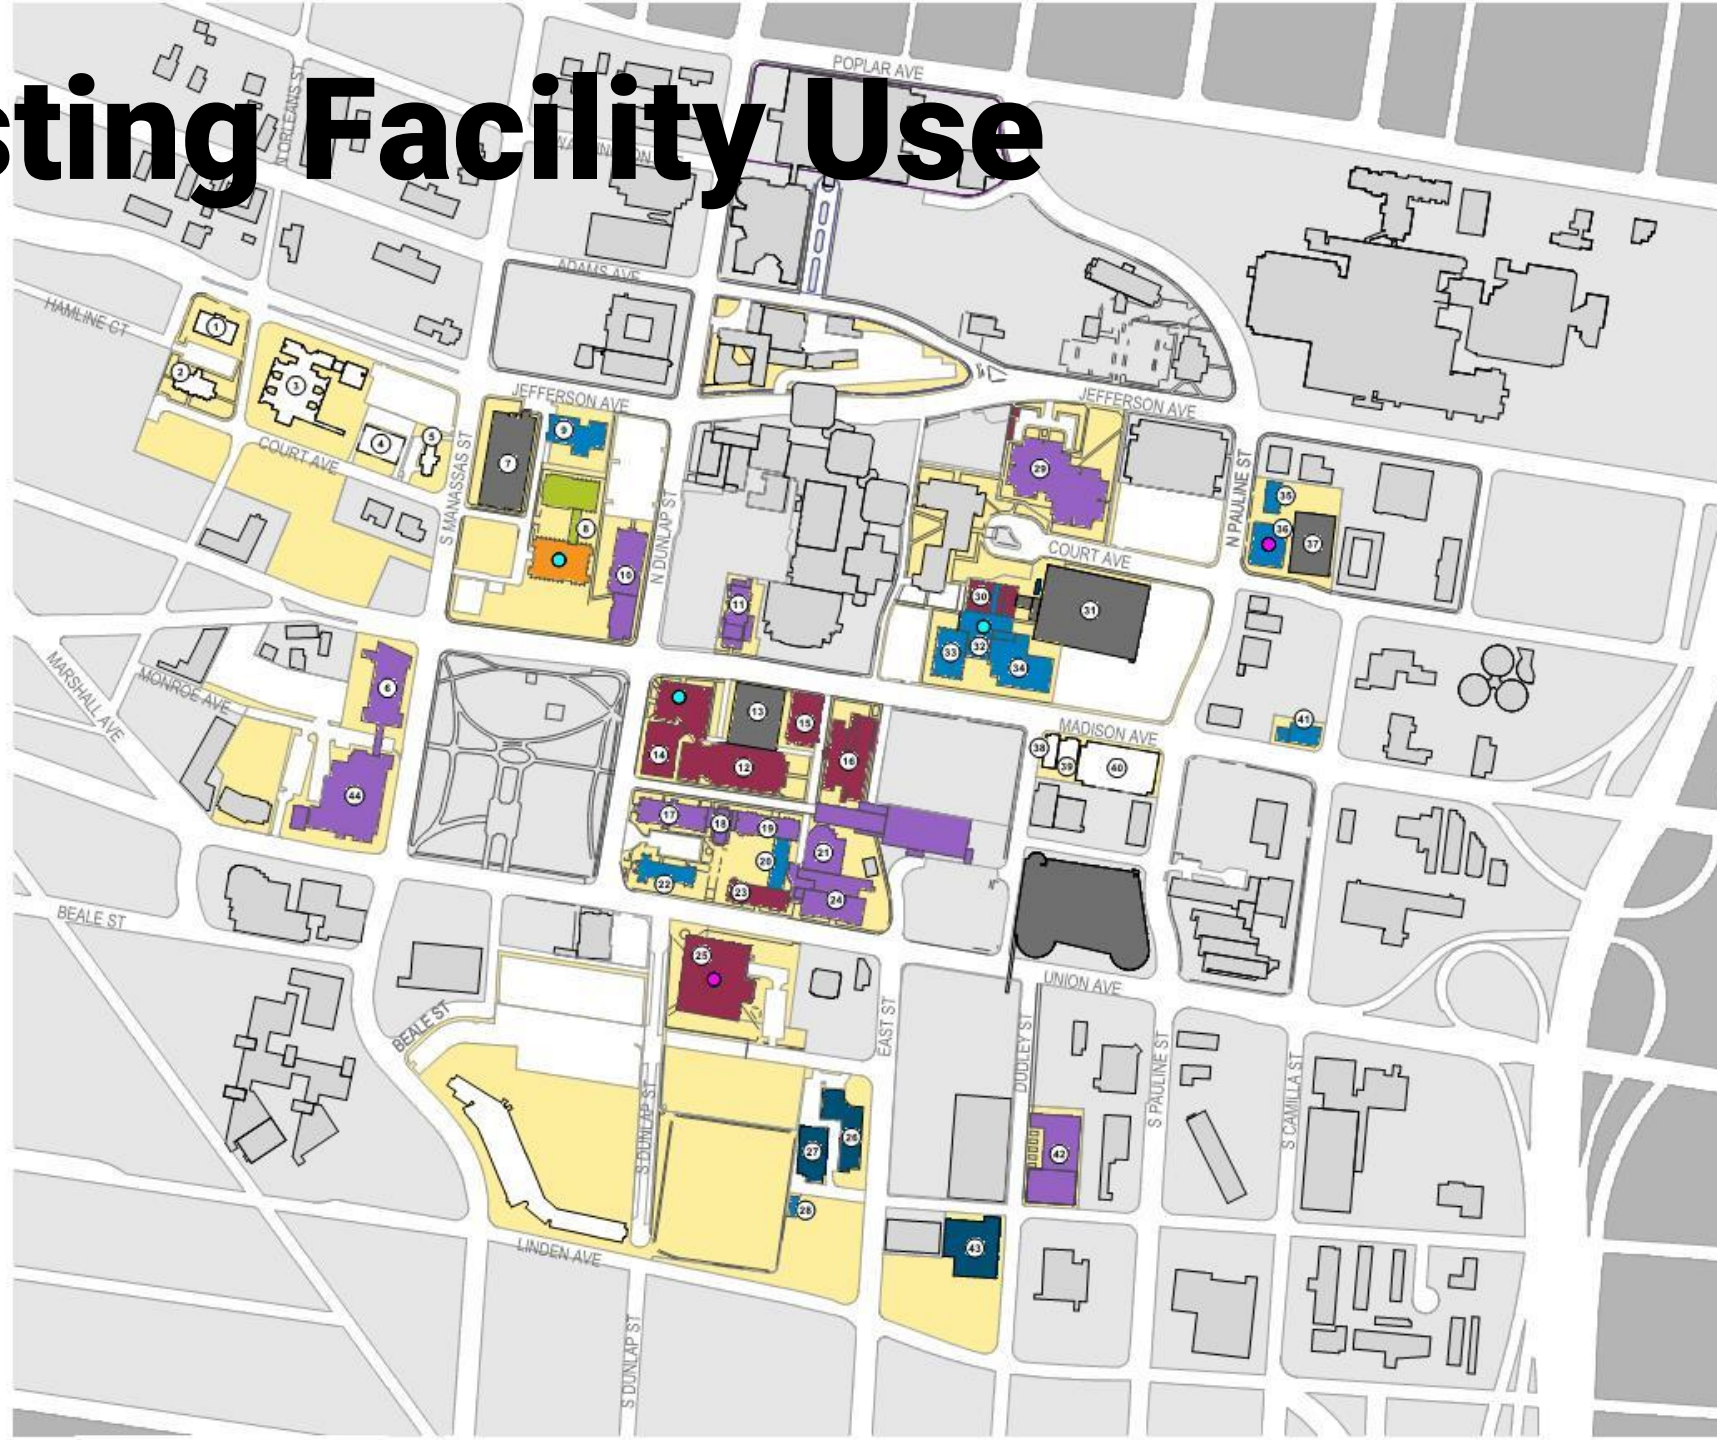 sting Facility Use
POPLAR AVE
N ORLEANS ST
ADAMS AVE
HAMLINE CT
1
2
3
4
5
JEFFERSON AVE
JEFFERSON AVE
COURT AVE
S MANASSAS ST
7
9
8
10
N DUNLAP ST
11
29
N PAULINE ST
35
36
37
COURT AVE
30
31
32
33
34
MARSHALL AVE
MONROE AVE
6
44
13
14
15
12
16
MADISON AVE
38
39
40
41
17
18
19
20
21
22
23
24
BEALE ST
BEALE ST
25
UNION AVE
EAST ST
DUDLEY ST
S PAULINE ST
S CAMILLA ST
S DUNLAP ST
26
27
28
42
43
LINDEN AVE
S DUNLAP ST